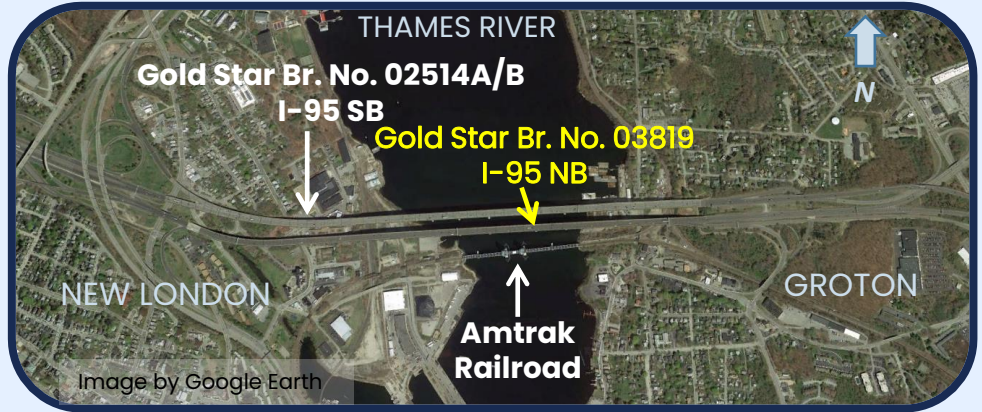 THAMES RIVER
Gold Star Br. No. 02514A/B
I-95 SB
Gold Star Br. No. 03819
I-95 NB
N
NEW LONDON
GROTON
Amtrak
Railroad
Image by Google Earth